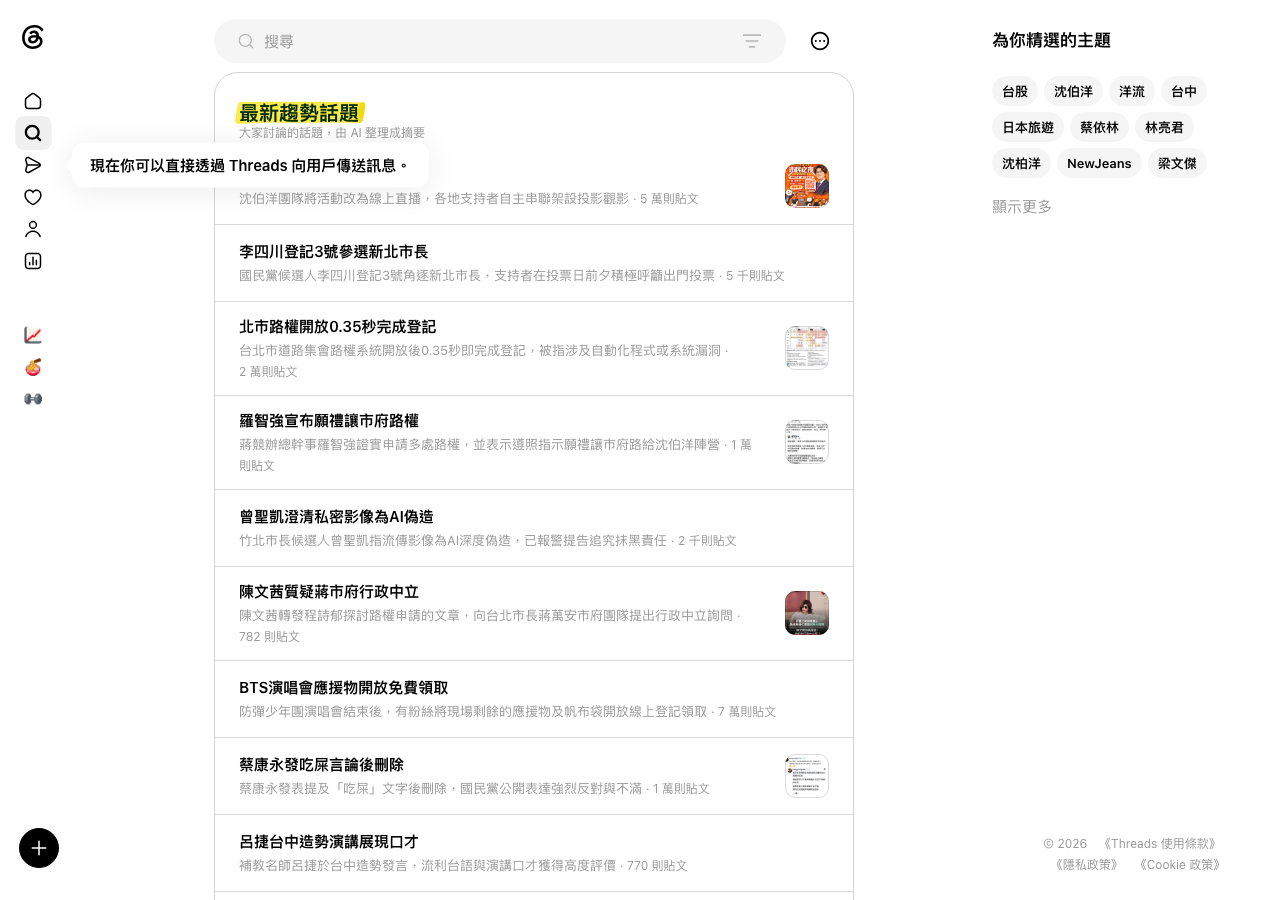 搜尋
最新趨勢話題
大家討論的話題，由 AI 整理成摘要
現在你可以直接透過 Threads 向用戶傳送訊息。
沈伯洋團隊將活動改為線上直播，各地支持者自主串聯架設投影觀影 · 5 萬則貼文
李四川登記3號參選新北市長
國民黨候選人李四川登記3號角逐新北市長，支持者在投票日前夕積極呼籲出門投票 · 5 千則貼文
北市路權開放0.35秒完成登記
台北市道路集會路權系統開放後0.35秒即完成登記，被指涉及自動化程式或系統漏洞 ·
2 萬則貼文
羅智強宣布願禮讓市府路權
蔣競辦總幹事羅智強證實申請多處路權，並表示遵照指示願禮讓市府路給沈伯洋陣營 · 1 萬
則貼文
曾聖凱澄清私密影像為AI偽造
竹北市長候選人曾聖凱指流傳影像為AI深度偽造，已報警提告追究抹黑責任 · 2 千則貼文
陳文茜質疑蔣市府行政中立
陳文茜轉發程詩郁探討路權申請的文章，向台北市長蔣萬安市府團隊提出行政中立詢問 ·
782 則貼文
BTS演唱會應援物開放免費領取
防彈少年團演唱會結束後，有粉絲將現場剩餘的應援物及帆布袋開放線上登記領取 · 7 萬則貼文
蔡康永發吃屎言論後刪除
蔡康永發表提及「吃屎」文字後刪除，國民黨公開表達強烈反對與不滿 · 1 萬則貼文
呂捷台中造勢演講展現口才
補教名師呂捷於台中造勢發言，流利台語與演講口才獲得高度評價 · 770 則貼文
為你精選的主題
台股 沈伯洋 洋流 台中
日本旅遊 蔡依林 林亮君
沈柏洋 NewJeans 梁文傑
顯示更多
© 2026 《Threads 使用條款》
《隱私政策》 《Cookie 政策》